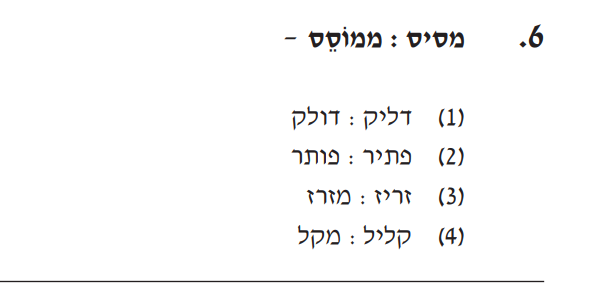 6. מסיס : ממוֹסֵס –
(1) דליק : דולק
(2) פתיר : פותר
(3) זריז : מזרז
(4) קליל : מקל